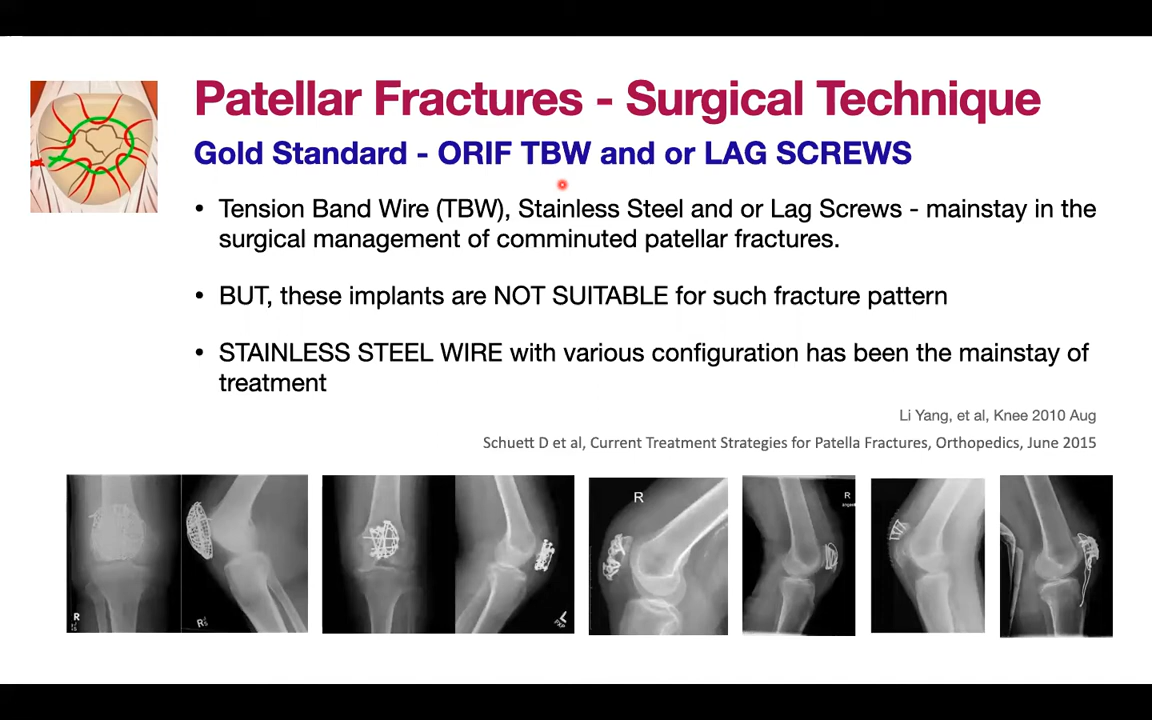 Patellar Fractures - Surgical Technique
Gold Standard - ORIF TBW and or LAG SCREWS
• Tension Band Wire (TBW), Stainless Steel and or Lag Screws - mainstay in the
surgical management of comminuted patellar fractures.
• BUT, these implants are NOT SUITABLE for such fracture pattern
• STAINLESS STEEL WIRE with various configuration has been the mainstay of
treatment
Li Yang, et al, Knee 2010 Aug
Schuett D et al, Current Treatment Strategies for Patella Fractures, Orthopedics, June 2015
R
R
L
R
R